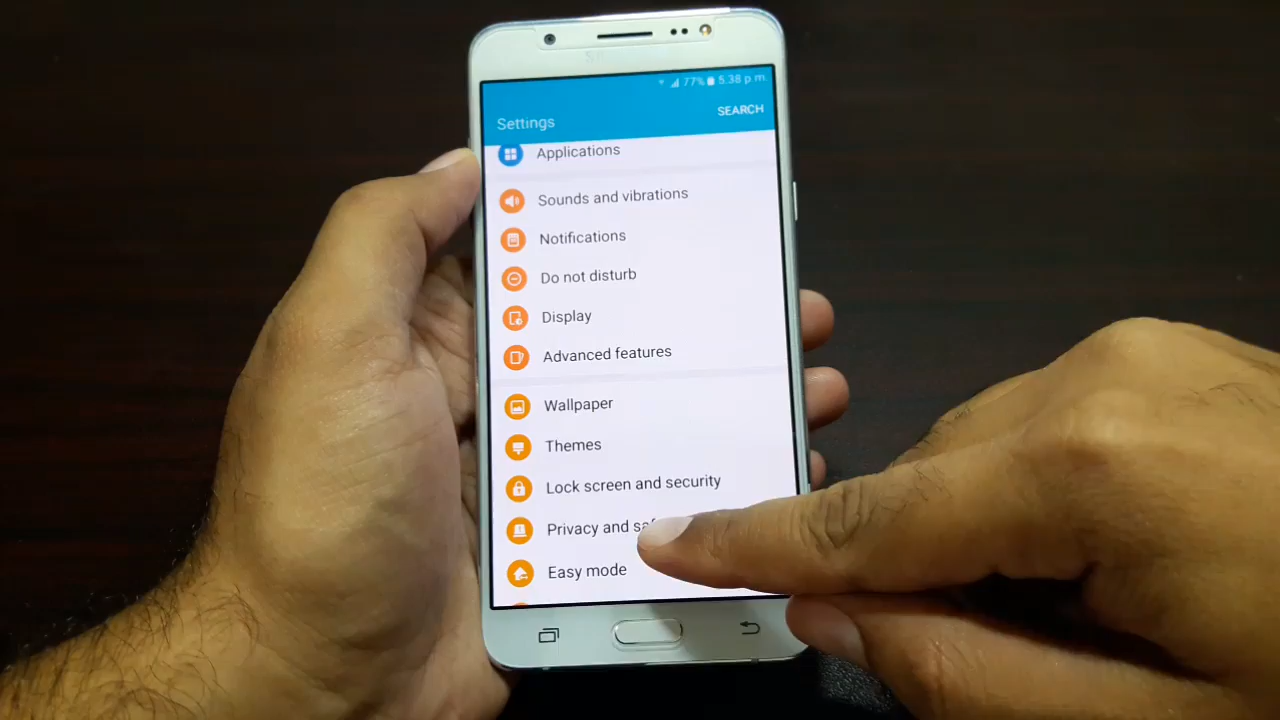 77% 5.38 p m.
Settings
SEARCH
Applications
Sounds and vibrations
Notifications
Do not disturb
Display
Advanced features
Wallpaper
Themes
Lock screen and security
Privacy and
Easy mode